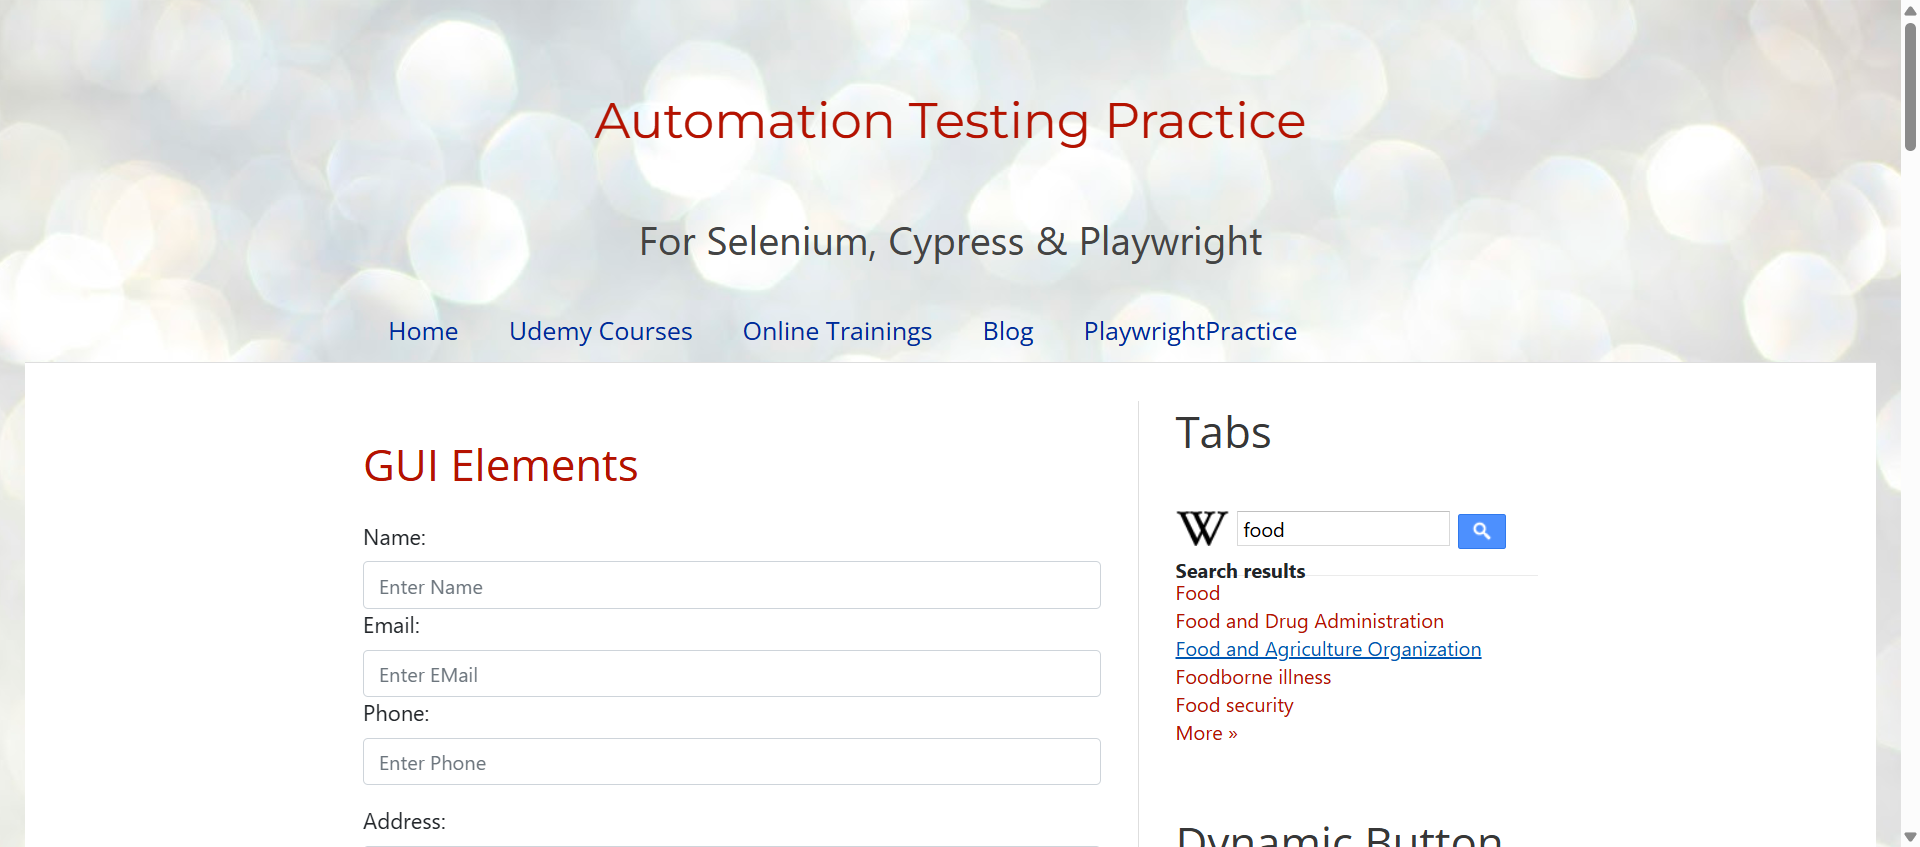 Automation Testing Practice
For Selenium, Cypress & Playwright
Home Udemy Courses Online Trainings Blog PlaywrightPractice
GUI Elements
Name:
Enter Name
Email:
Enter EMail
Phone:
Enter Phone
Address:
Tabs
W food
Search results
Food
Food and Drug Administration
Food and Agriculture Organization
Foodborne illness
Food security
More »
Dynamic Button